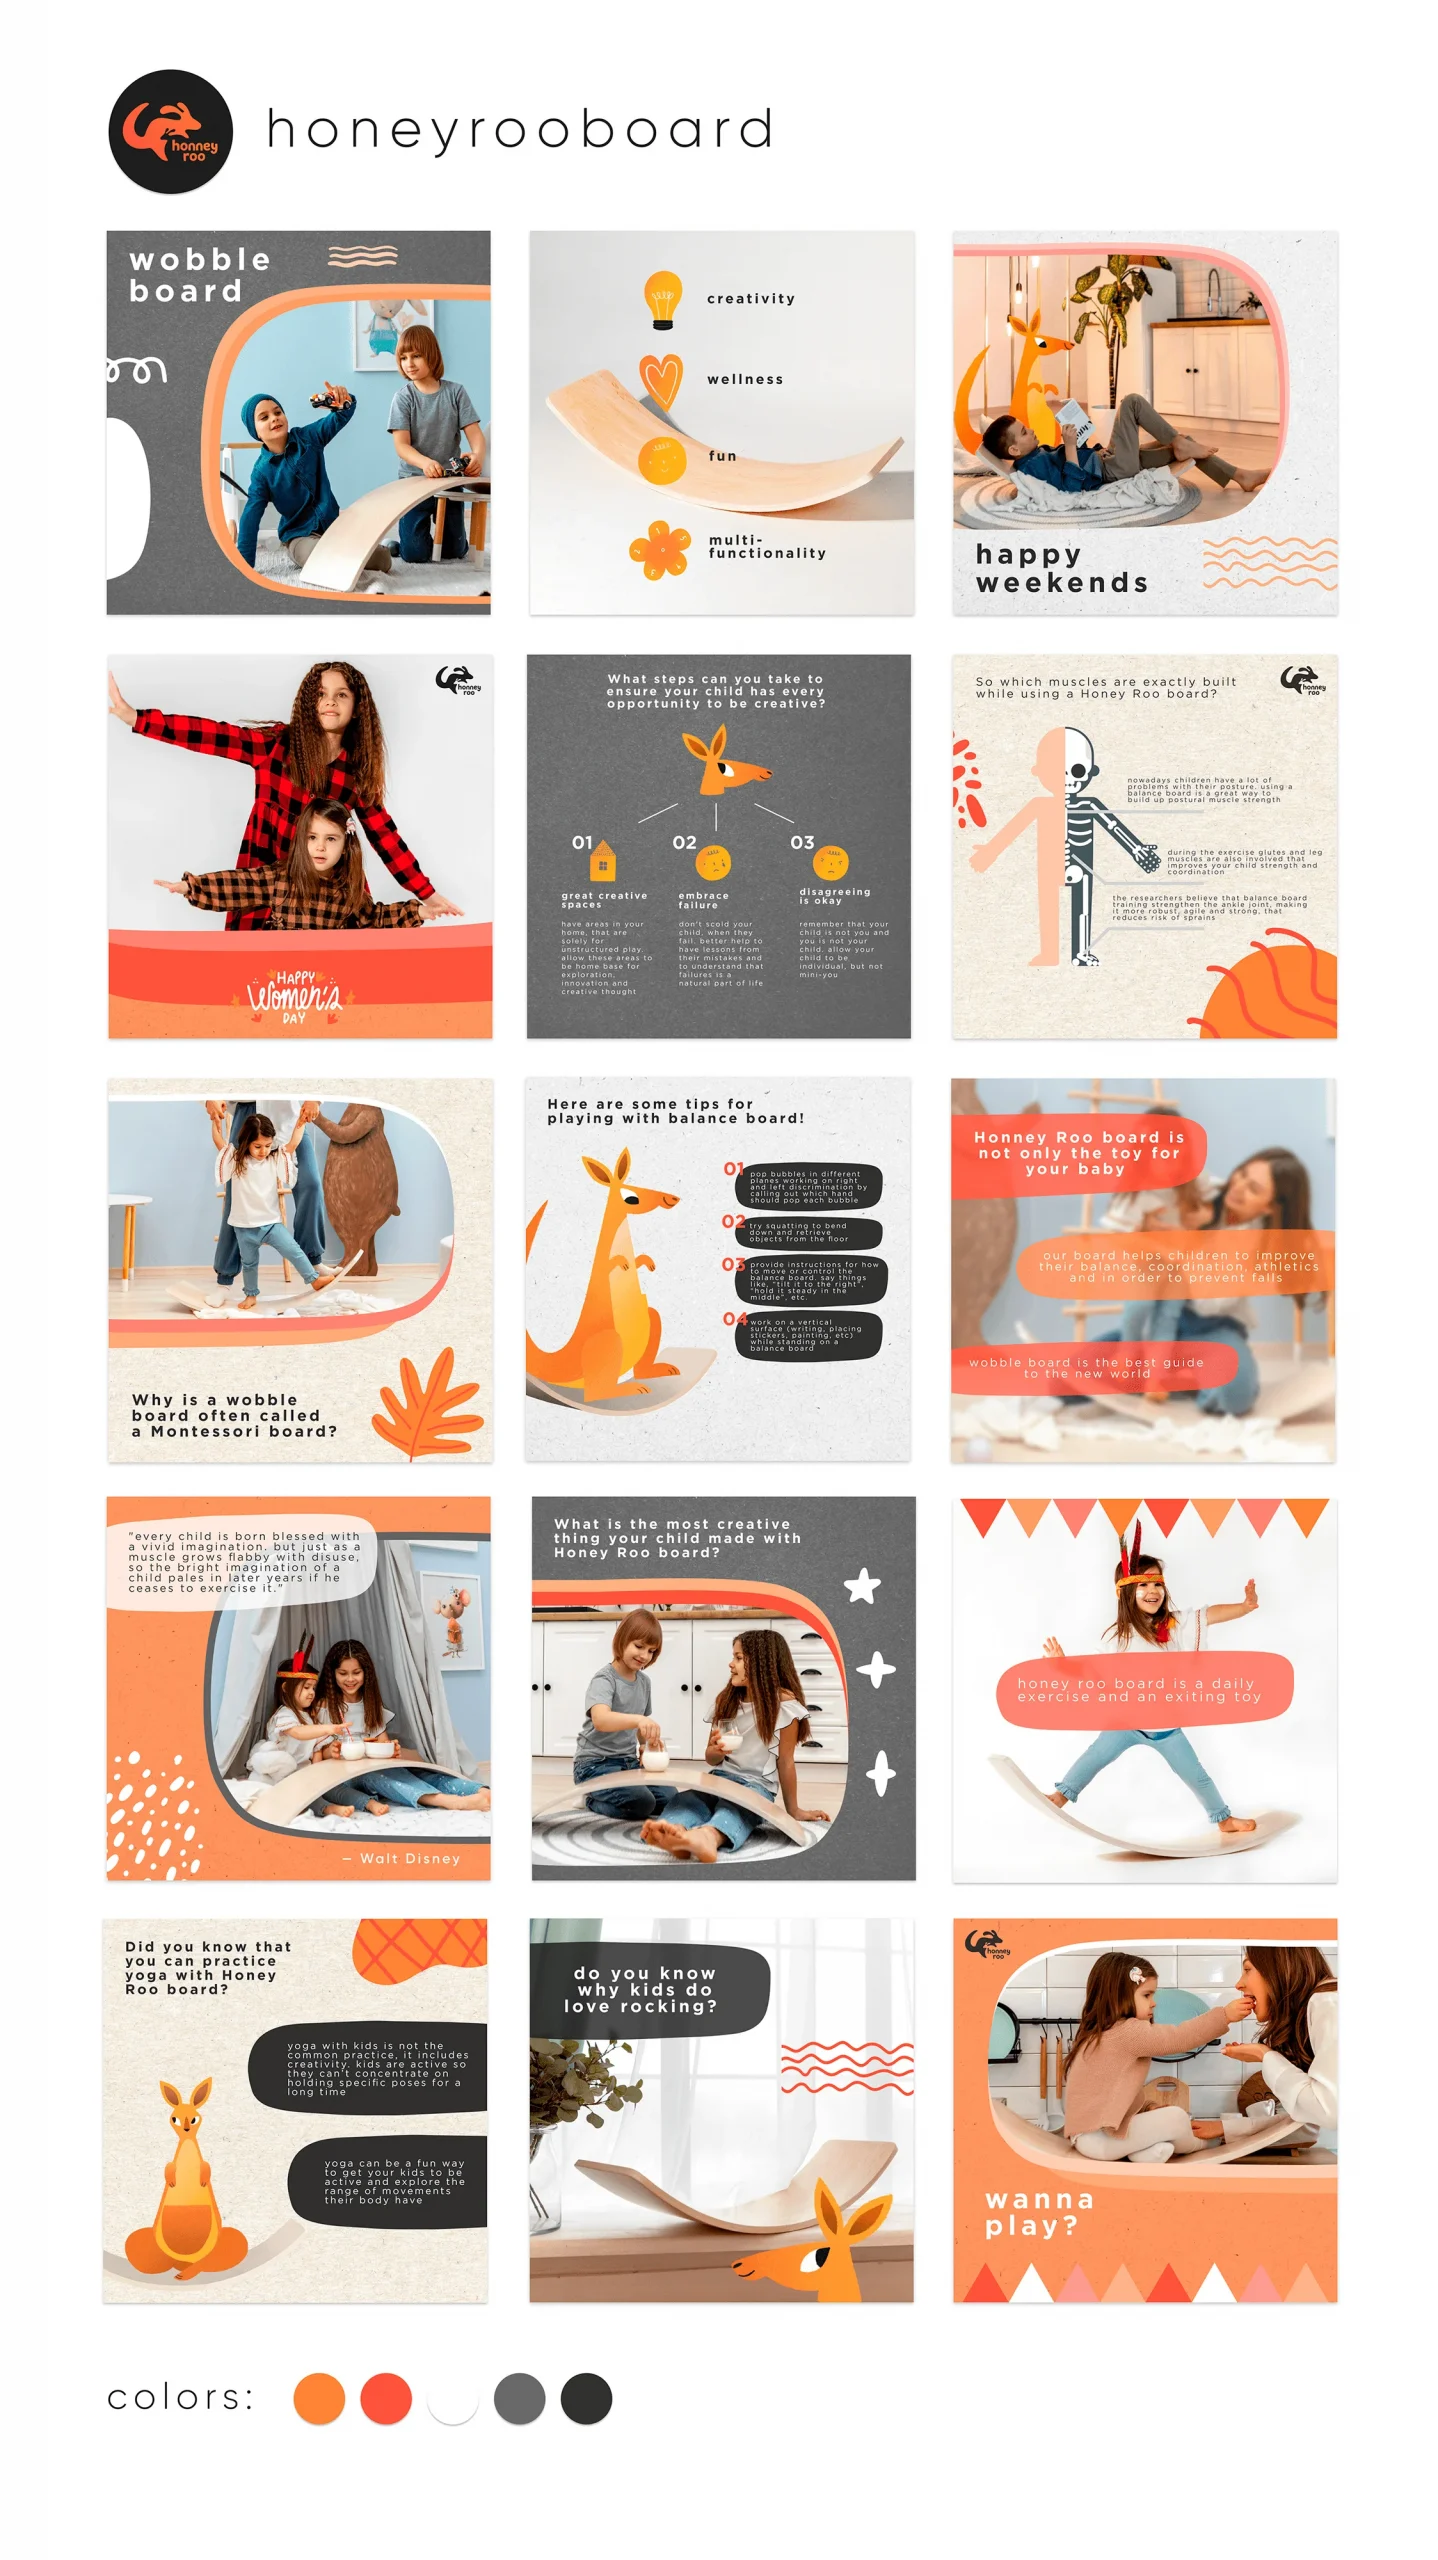 honney
roo
honeyrooboard
wobble
board
creativity
wellness
fun
multi-
functionality
happy
weekends
honney
roo
HAPPY
Women's
DAY
What steps can you take to
ensure your child has every
opportunity to be creative?
01
great creative
spaces
have areas in your
home, that are
solely for
unstructured play.
allow these areas to
be home base for
exploration,
innovation and
creative thought
02
embrace
failure
don't scold your
child, when they
fail. better help to
have lessons from
their mistakes and
to understand that
failures is a
natural part of life
03
disagreeing
is okay
remember that your
child is not you and
you is not your
child. allow your
child to be
individual, but not
mini-you
So which muscles are exactly built
while using a Honey Roo board?
honney
roo
nowadays children have a lot of
problems with their posture. using a
balance board is a great way to
build up postural muscle strength
during the exercise glutes and leg
muscles are also involved that
improves your child strength and
coordination
the researchers believe that balance board
training strengthen the ankle joint, making
it more robust, agile and strong, that
reduces risk of sprains
Why is a wobble
board often called
a Montessori board?
Here are some tips for
playing with balance board!
01
pop bubbles in different
planes working on right
and left discrimination by
calling out which hand
should pop each bubble
02
try squatting to bend
down and retrieve
objects from the floor
03
provide instructions for how
to move or control the
balance board. say things
like, "tilt it to the right",
"hold it steady in the
middle", etc.
04
work on a vertical
surface (writing, placing
stickers, painting, etc)
while standing on a
balance board
Honney Roo board is
not only the toy for
your baby
our board helps children to improve
their balance, coordination, athletics
and in order to prevent falls
wobble board is the best guide
to the new world
"every child is born blessed with
a vivid imagination. but just as a
muscle grows flabby with disuse,
so the bright imagination of a
child pales in later years if he
ceases to exercise it."
– Walt Disney
What is the most creative
thing your child made with
Honey Roo board?
honey roo board is a daily
exercise and an exiting toy
Did you know that
you can practice
yoga with Honey
Roo board?
yoga with kids is not the
common practice, it includes
creativity. kids are active so
they can't concentrate on
holding specific poses for a
long time
yoga can be a fun way
to get your kids to be
active and explore the
range of movements
their body have
do you know
why kids do
love rocking?
honney
roo
wanna
play?
colors: